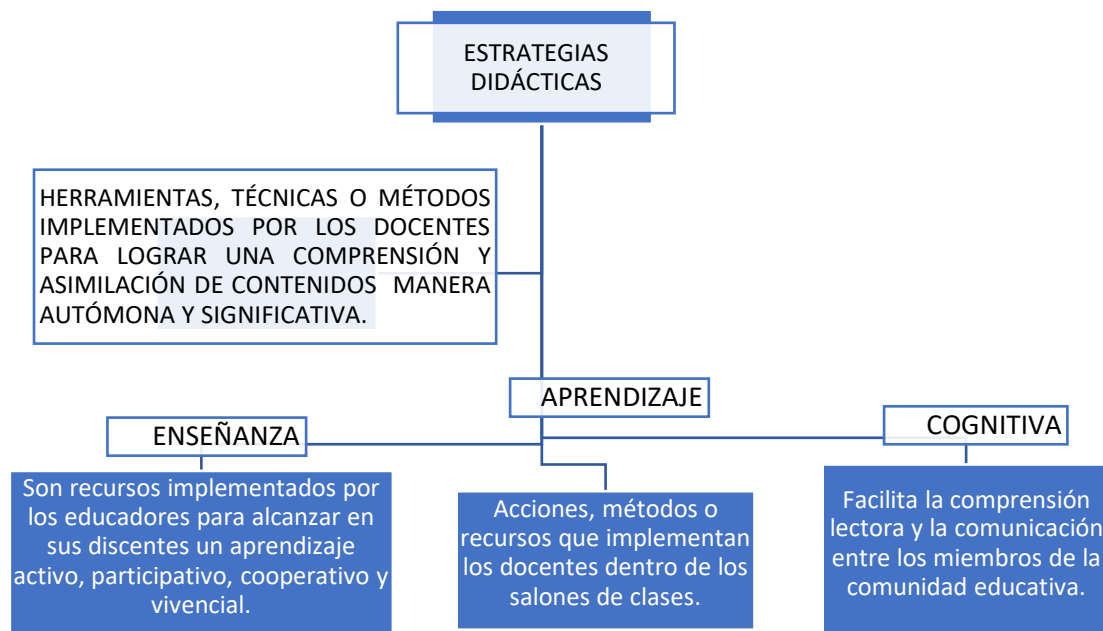 ESTRATEGIAS
DIDÁCTICAS
HERRAMIENTAS, TÉCNICAS O MÉTODOS
IMPLEMENTADOS POR LOS DOCENTES
PARA LOGRAR UNA COMPRENSIÓN Y
ASIMILACIÓN DE CONTENIDOS MANERA
AUTÓMONA Y SIGNIFICATIVA.
APRENDIZAJE
ENSEÑANZA
COGNITIVA
Son recursos implementados por
los educadores para alcanzar en
sus discentes un aprendizaje
activo, participativo, cooperativo y
vivencial.
Acciones, métodos o
recursos que implementan
los docentes dentro de los
salones de clases.
Facilita la comprensión
lectora y la comunicación
entre los miembros de la
comunidad educativa.